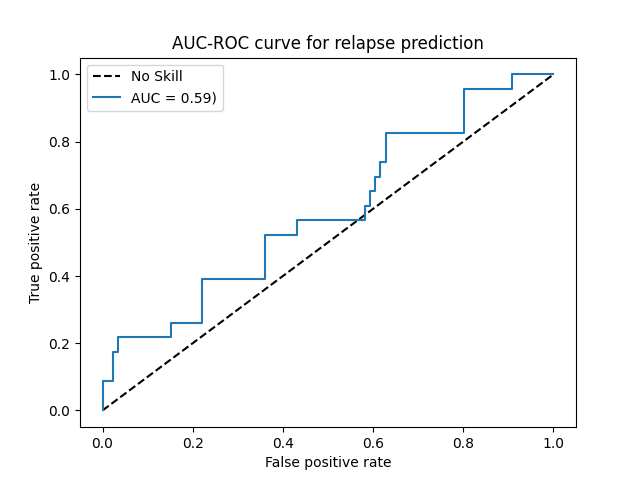 AUC-ROC curve for relapse prediction
No Skill
AUC = 0.59)
True positive rate
1.0
0.8
0.6
0.4
0.2
0.0
0.0 0.2 0.4 0.6 0.8 1.0
False positive rate